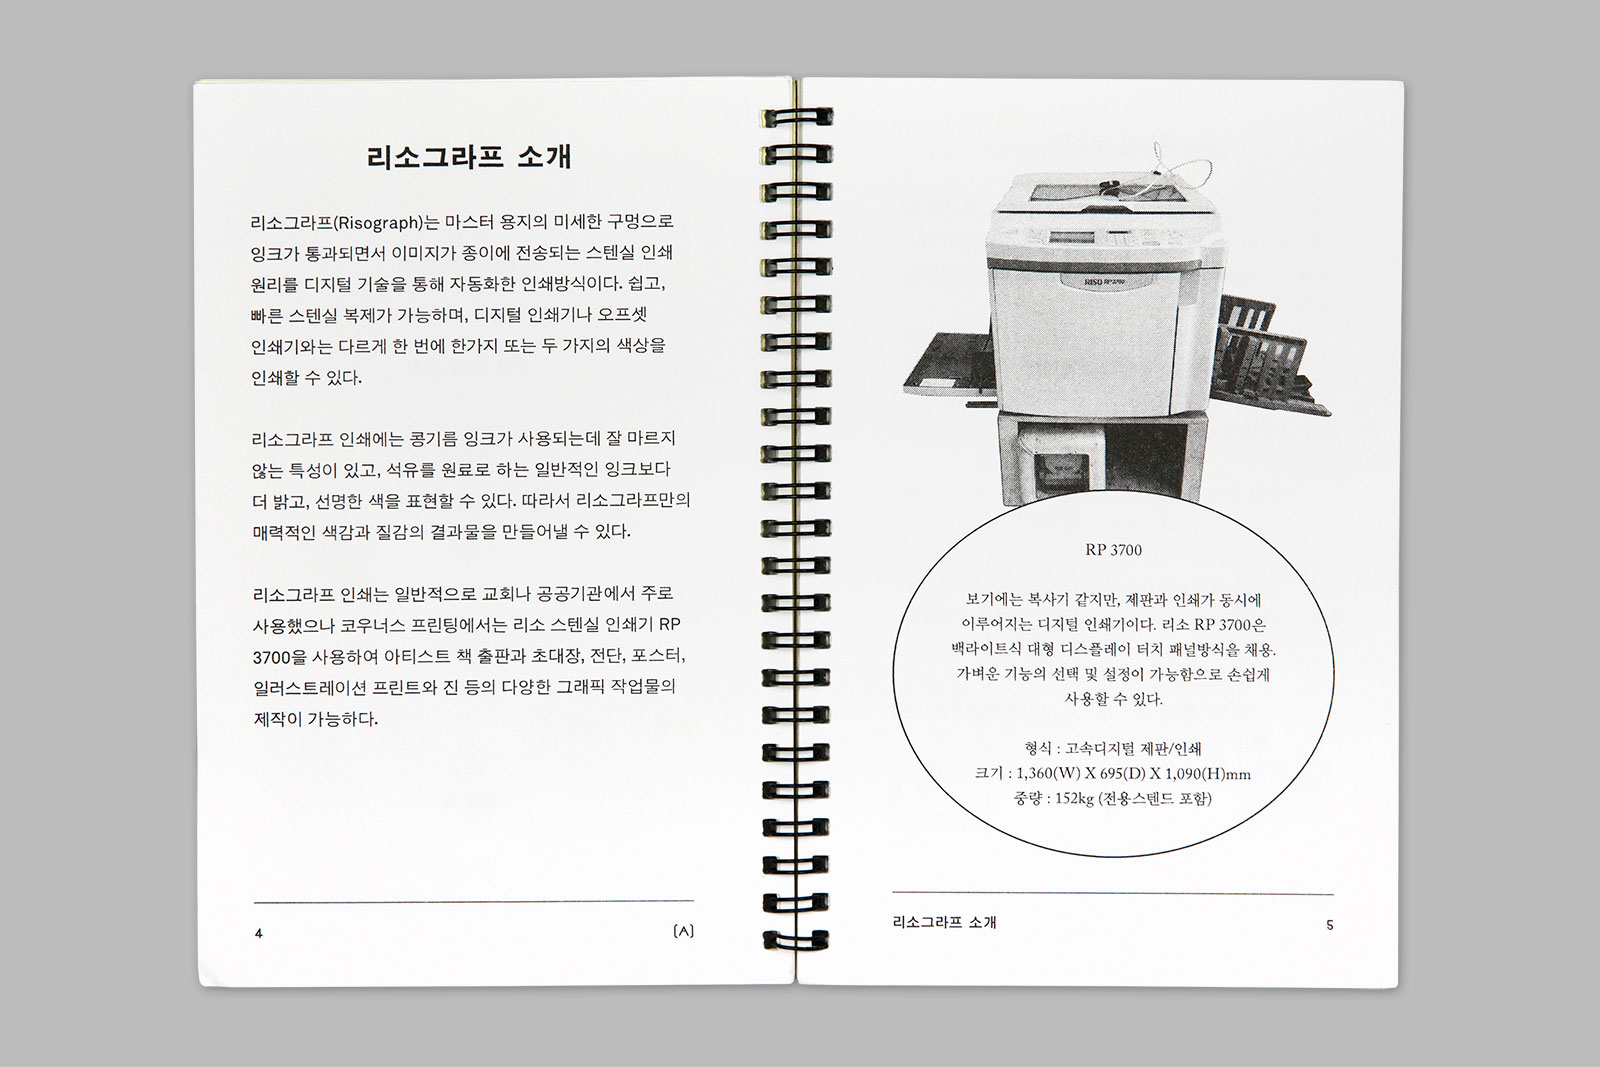 리소그라프 소개
리소그라프(Risograph)는 마스터 용지의 미세한 구멍으로
잉크가 통과되면서 이미지가 종이에 전송되는 스텐실 인쇄
원리를 디지털 기술을 통해 자동화한 인쇄방식이다. 쉽고,
빠른 스텐실 복제가 가능하며, 디지털 인쇄기나 오프셋
인쇄기와는 다르게 한 번에 한가지 또는 두 가지의 색상을
인쇄할 수 있다.
리소그라프 인쇄에는 콩기름 잉크가 사용되는데 잘 마르지
않는 특성이 있고, 석유를 원료로 하는 일반적인 잉크보다
더 밝고, 선명한 색을 표현할 수 있다. 따라서 리소그라프만의
매력적인 색감과 질감의 결과물을 만들어낼 수 있다.
리소그라프 인쇄는 일반적으로 교회나 공공기관에서 주로
사용했으나 코우너스 프린팅에서는 리소 스텐실 인쇄기 RP
3700을 사용하여 아티스트 책 출판과 초대장, 전단, 포스터,
일러스트레이션 프린트와 진 등의 다양한 그래픽 작업물의
제작이 가능하다.
4
(ㅅ)
RISO RP3700
RP 3700
보기에는 복사기 같지만, 제판과 인쇄가 동시에
이루어지는 디지털 인쇄기이다. 리소 RP 3700은
백라이트식 대형 디스플레이 터치 패널방식을 채용.
가벼운 기능의 선택 및 설정이 가능함으로 손쉽게
사용할 수 있다.
형식 : 고속디지털 제판/인쇄
크기 : 1,360(W) X 695(D) X 1,090(H)mm
중량 : 152kg (전용스텐드 포함)
리소그라프 소개
5